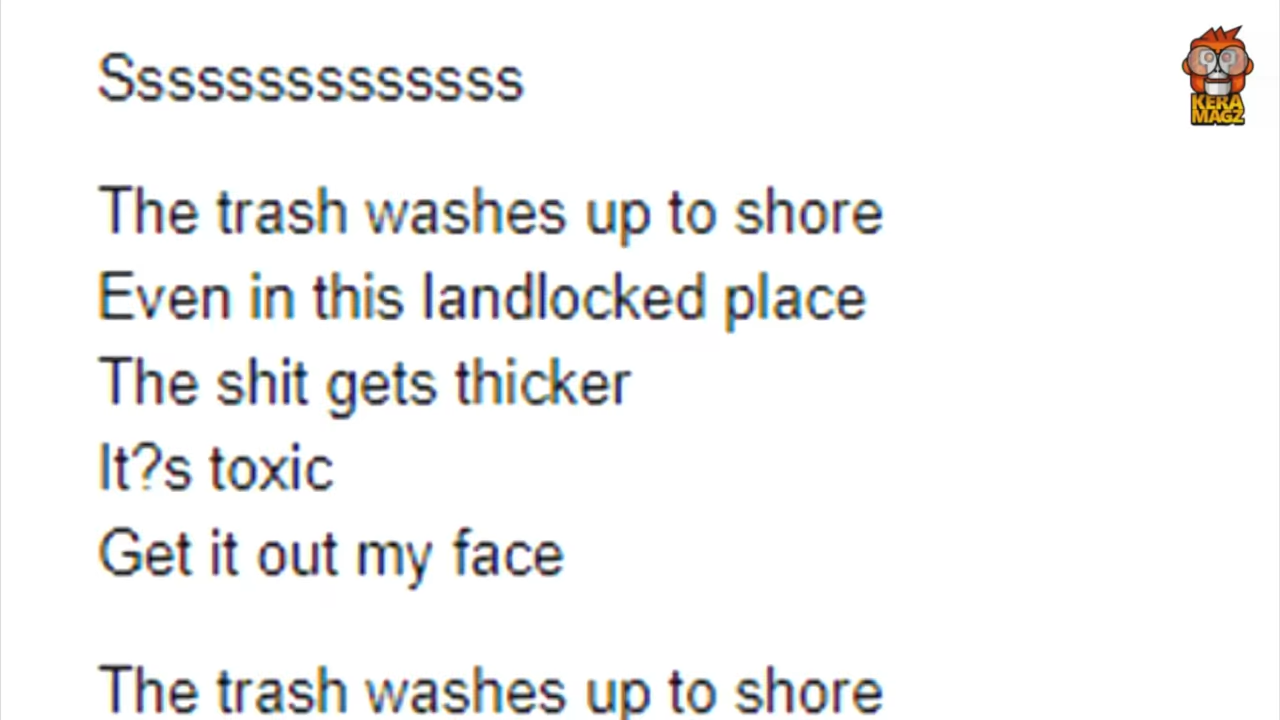 Ssssssssssssss
KERA
MAGZ
The trash washes up to shore
Even in this landlocked place
The shit gets thicker
It?s toxic
Get it out my face
The trash washes up to shore